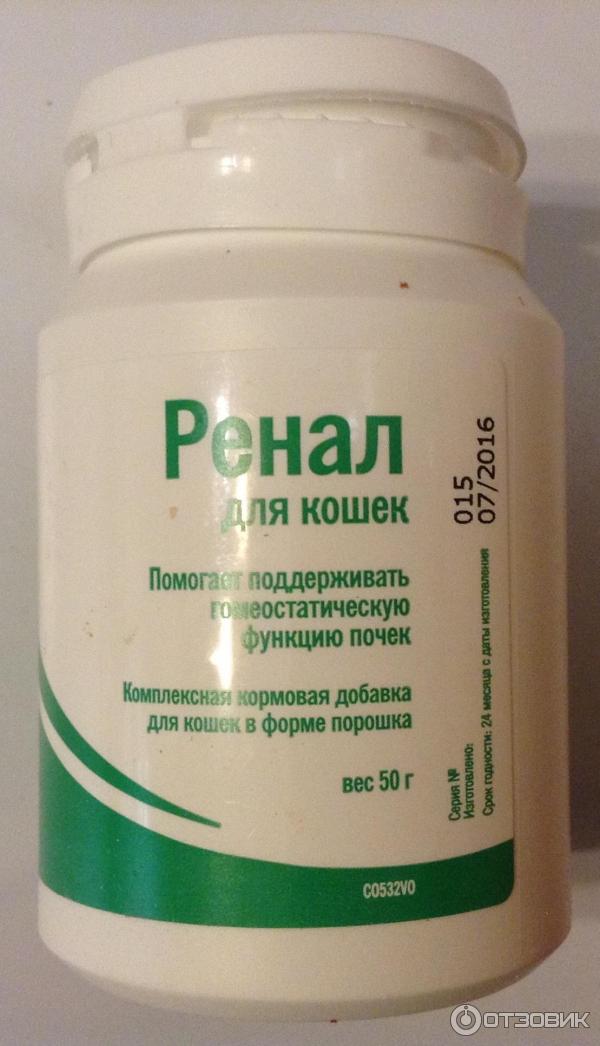 Ренал
для кошек
Помогает поддерживать
гомеостатическую
функцию почек
Комплексная кормовая добавка
для кошек в форме порошка
вес 50 г
CO532VO
015
07/2016
Серия №
Изготовлено:
Срок годности: 24 месяца с даты изготовления
ОТЗОВИК